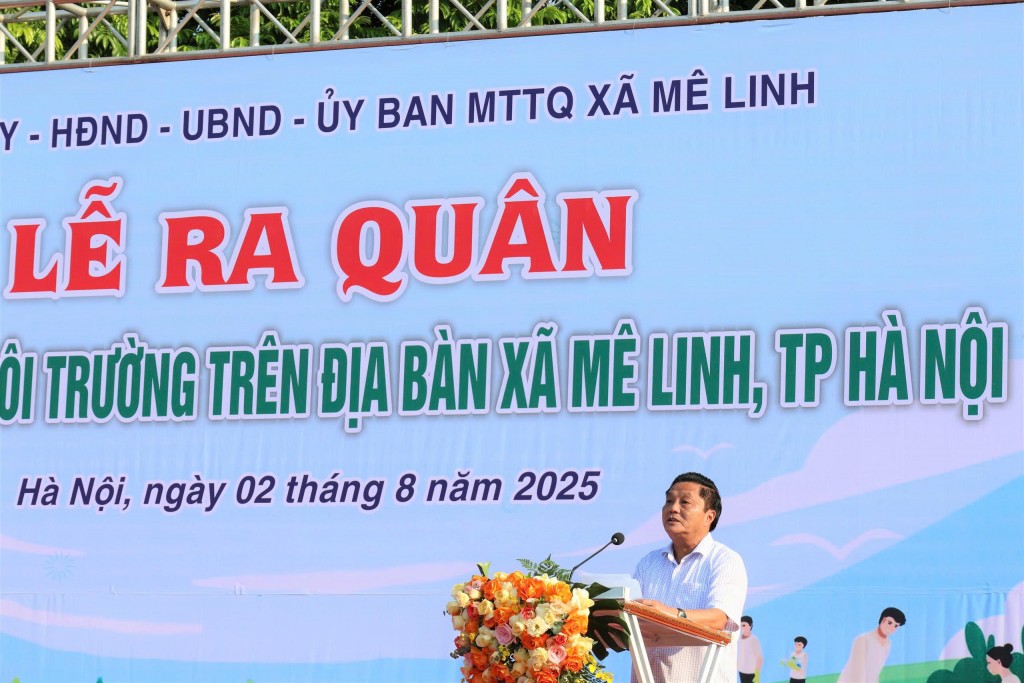 Y - HĐND - UBND - ỦY BAN MTTQ XÃ MÊ LINH
LỄ RA QUÂN
ÔI TRƯỜNG TRÊN ĐỊA BÀN XÃ MÊ LINH, TP HÀ NỘI
Hà Nội, ngày 02 tháng 8 năm 2025